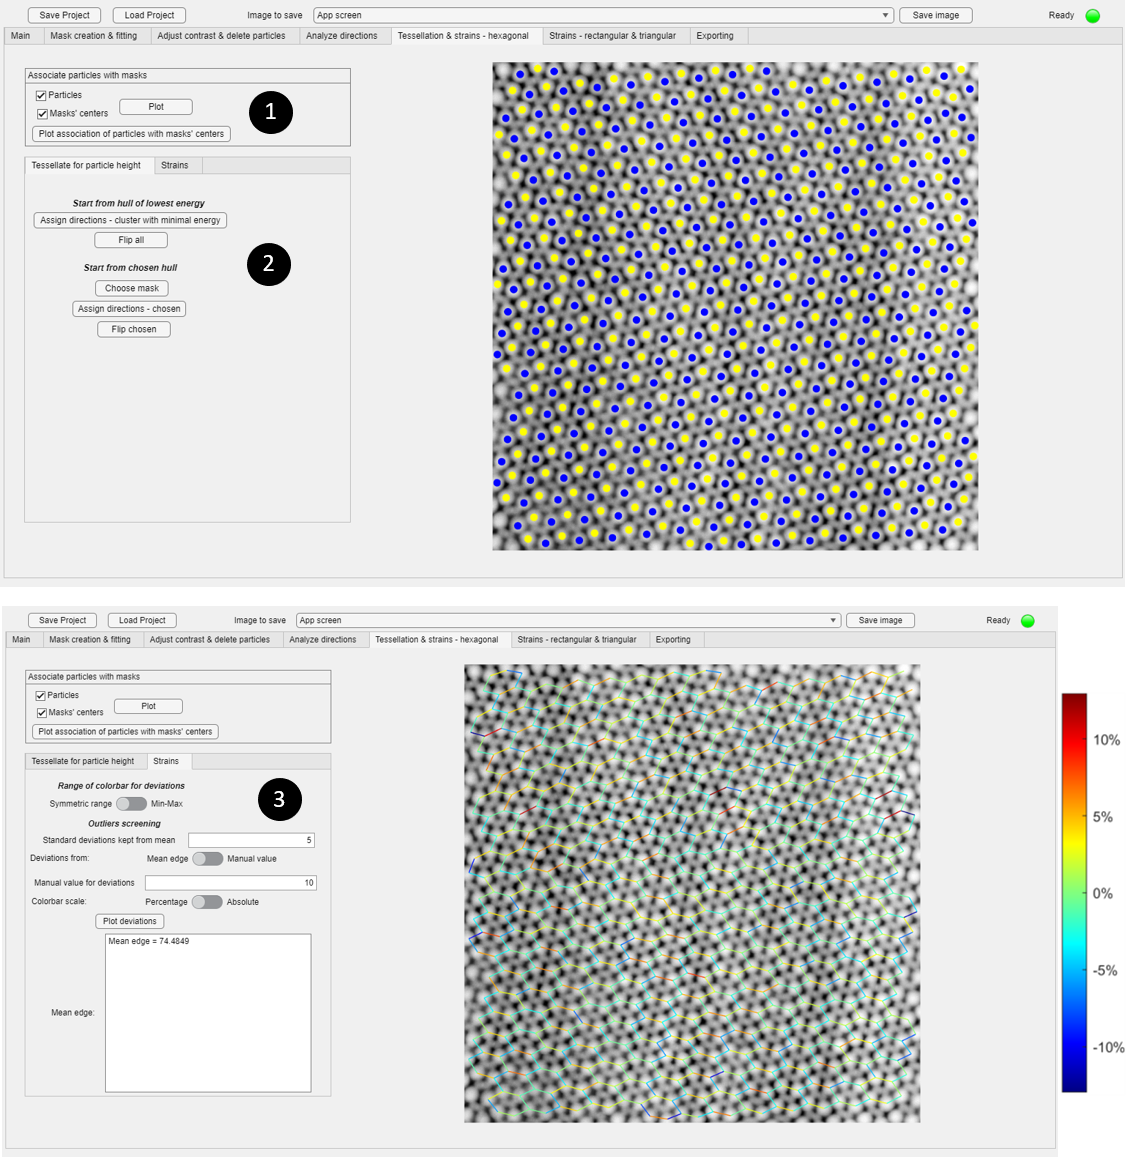 Save Project Load Project Image to save App screen Save image Ready
Main Mask creation & fitting Adjust contrast & delete particles Analyze directions Tessellation & strains - hexagonal Strains - rectangular & triangular Exporting
Associate particles with masks
Particles
Masks' centers Plot
Plot association of particles with masks' centers
1
Tessellate for particle height Strains
Start from hull of lowest energy
Assign directions - cluster with minimal energy
Flip all
2
Start from chosen hull
Choose mask
Assign directions - chosen
Flip chosen
Save Project Load Project Image to save App screen Save image Ready
Main Mask creation & fitting Adjust contrast & delete particles Analyze directions Tessellation & strains - hexagonal Strains - rectangular & triangular Exporting
Associate particles with masks
Particles
Masks' centers Plot
Plot association of particles with masks' centers
Tessellate for particle height Strains
Range of colorbar for deviations
Symmetric range Min-Max
3
Outliers screening
Standard deviations kept from mean 5
Deviations from: Mean edge Manual value
Manual value for deviations 10
Colorbar scale: Percentage Absolute
Plot deviations
Mean edge = 74.4849
Mean edge:
10%
5%
0%
-5%
-10%